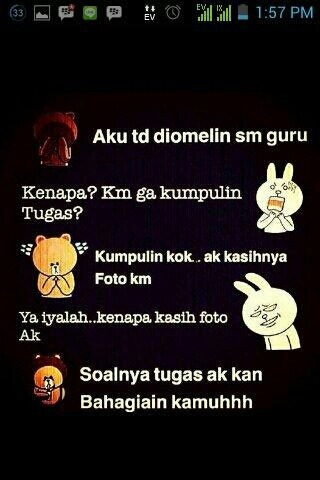 33
EV
EV
IX
1:57 PM
Aku td diomelin sm guru
Kenapa? Km ga kumpulin
Tugas?
Kumpulin kok.. ak kasihnya
Foto km
Ya iyalah..kenapa kasih foto
Ak
Soalnya tugas ak kan
Bahagiain kamuhhh